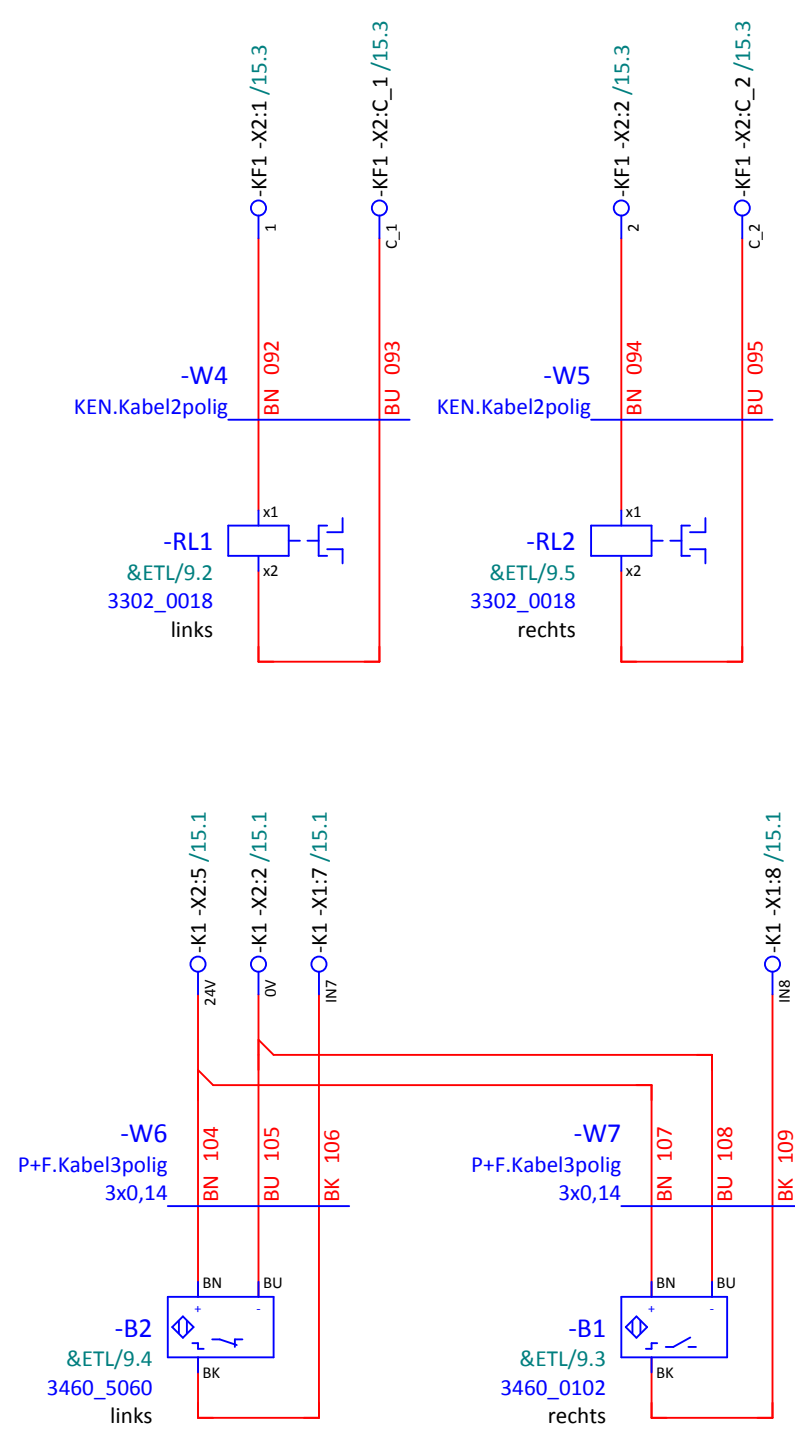 -KF1 -X2:1 /15.3
1
-KF1 -X2:C_1 /15.3
C_1
-KF1 -X2:2 /15.3
2
-KF1 -X2:C_2 /15.3
C_2
-W4
KEN.Kabel2polig
BN 092
BU 093
-W5
KEN.Kabel2polig
BN 094
BU 095
x1
-RL1
x2
&ETL/9.2
3302_0018
links
x1
-RL2
x2
&ETL/9.5
3302_0018
rechts
-K1 -X2:5 /15.1
24V
-K1 -X2:2 /15.1
0V
-K1 -X1:7 /15.1
IN7
-K1 -X1:8 /15.1
IN8
-W6
P+F.Kabel3polig
3x0,14
BN 104
BU 105
BK 106
-W7
P+F.Kabel3polig
3x0,14
BN 107
BU 108
BK 109
BN
BU
+ -
-B2
&ETL/9.4
BK
3460_5060
links
BN
BU
+ -
-B1
&ETL/9.3
BK
3460_0102
rechts